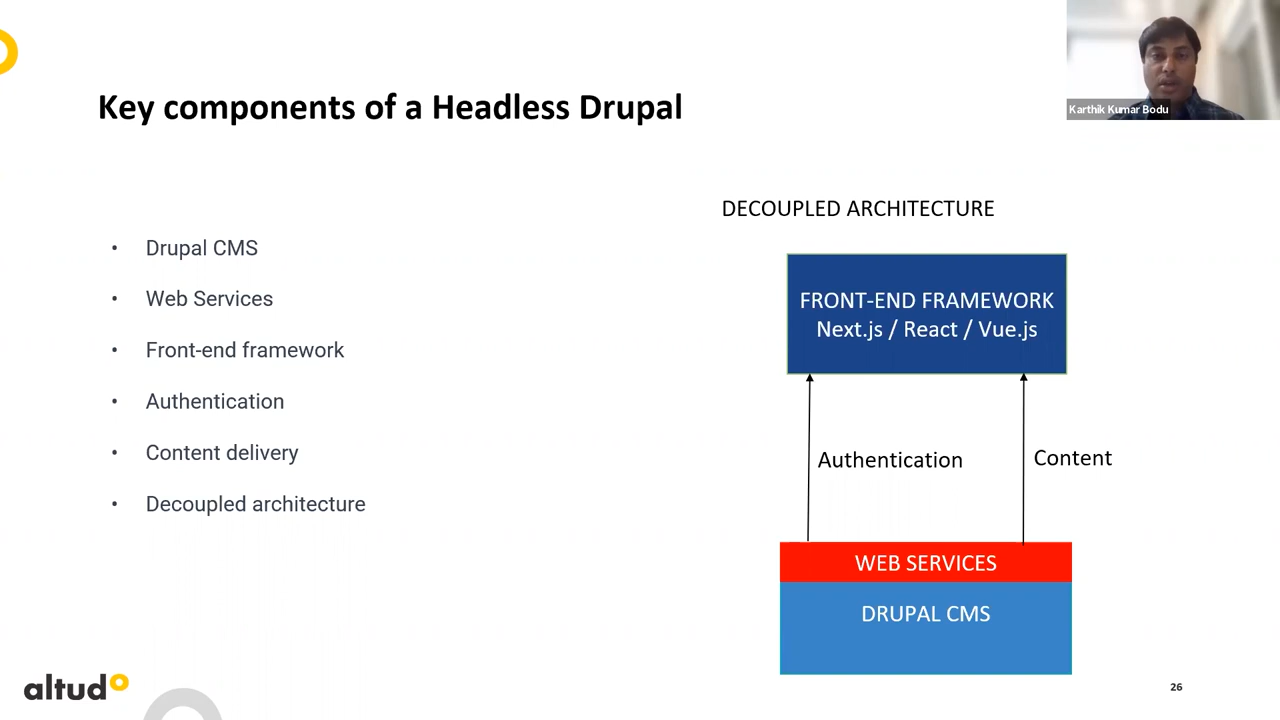 Karthik Kumar Bodu
Key components of a Headless Drupal
• Drupal CMS
• Web Services
• Front-end framework
• Authentication
• Content delivery
• Decoupled architecture
DECOUPLED ARCHITECTURE
FRONT-END FRAMEWORK
Next.js / React / Vue.js
Authentication
Content
WEB SERVICES
DRUPAL CMS
altudo
26